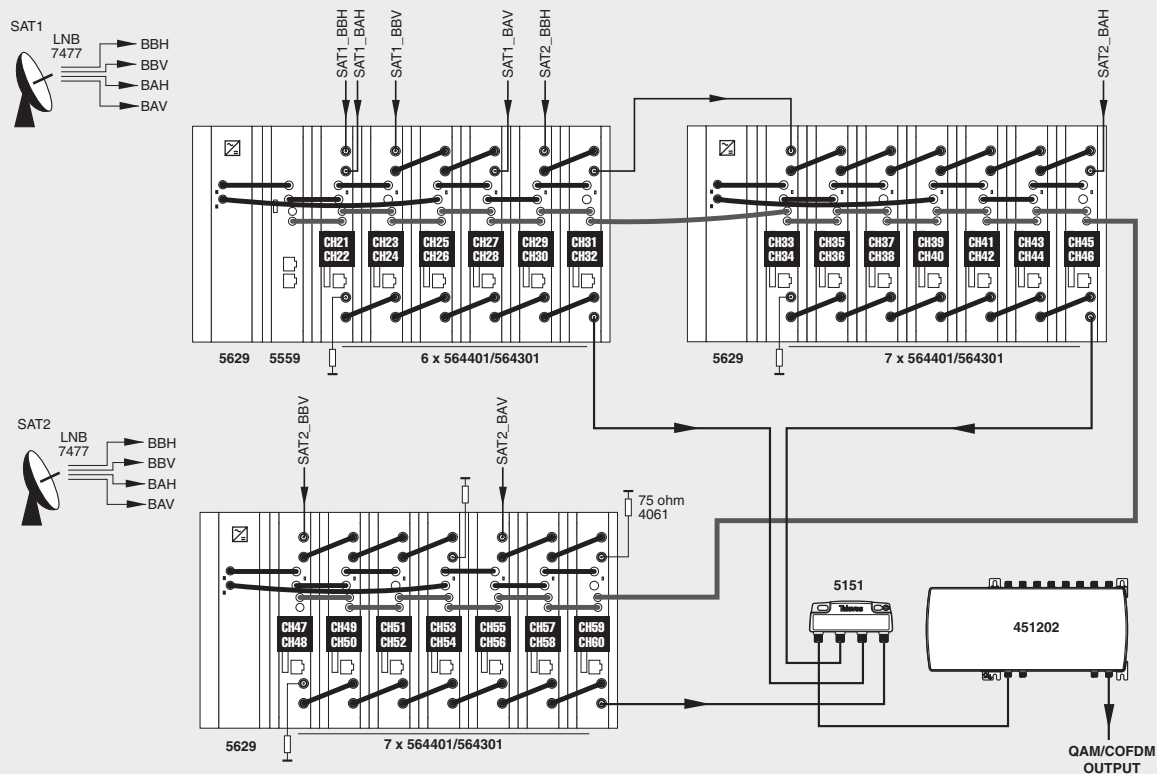 SAT1
LNB
7477
BBH
BBV
BAH
BAV
SAT1_BBH
SAT1_BAH
SAT1_BBV
SAT1_BAV
SAT2_BBH
SAT2_BAH
CH21
CH22
CH23
CH24
CH25
CH26
CH27
CH28
CH29
CH30
CH31
CH32
CH33
CH34
CH35
CH36
CH37
CH38
CH39
CH40
CH41
CH42
CH43
CH44
CH45
CH46
5629
5559
6 x 564401/564301
5629
7 x 564401/564301
SAT2
LNB
7477
BBH
BBV
BAH
BAV
SAT2_BBV
SAT2_BAV
75 ohm
4061
CH47
CH48
CH49
CH50
CH51
CH52
CH53
CH54
CH55
CH56
CH57
CH58
CH59
CH60
5629
7 x 564401/564301
5151
Televes
451202
QAM/COFDM
OUTPUT